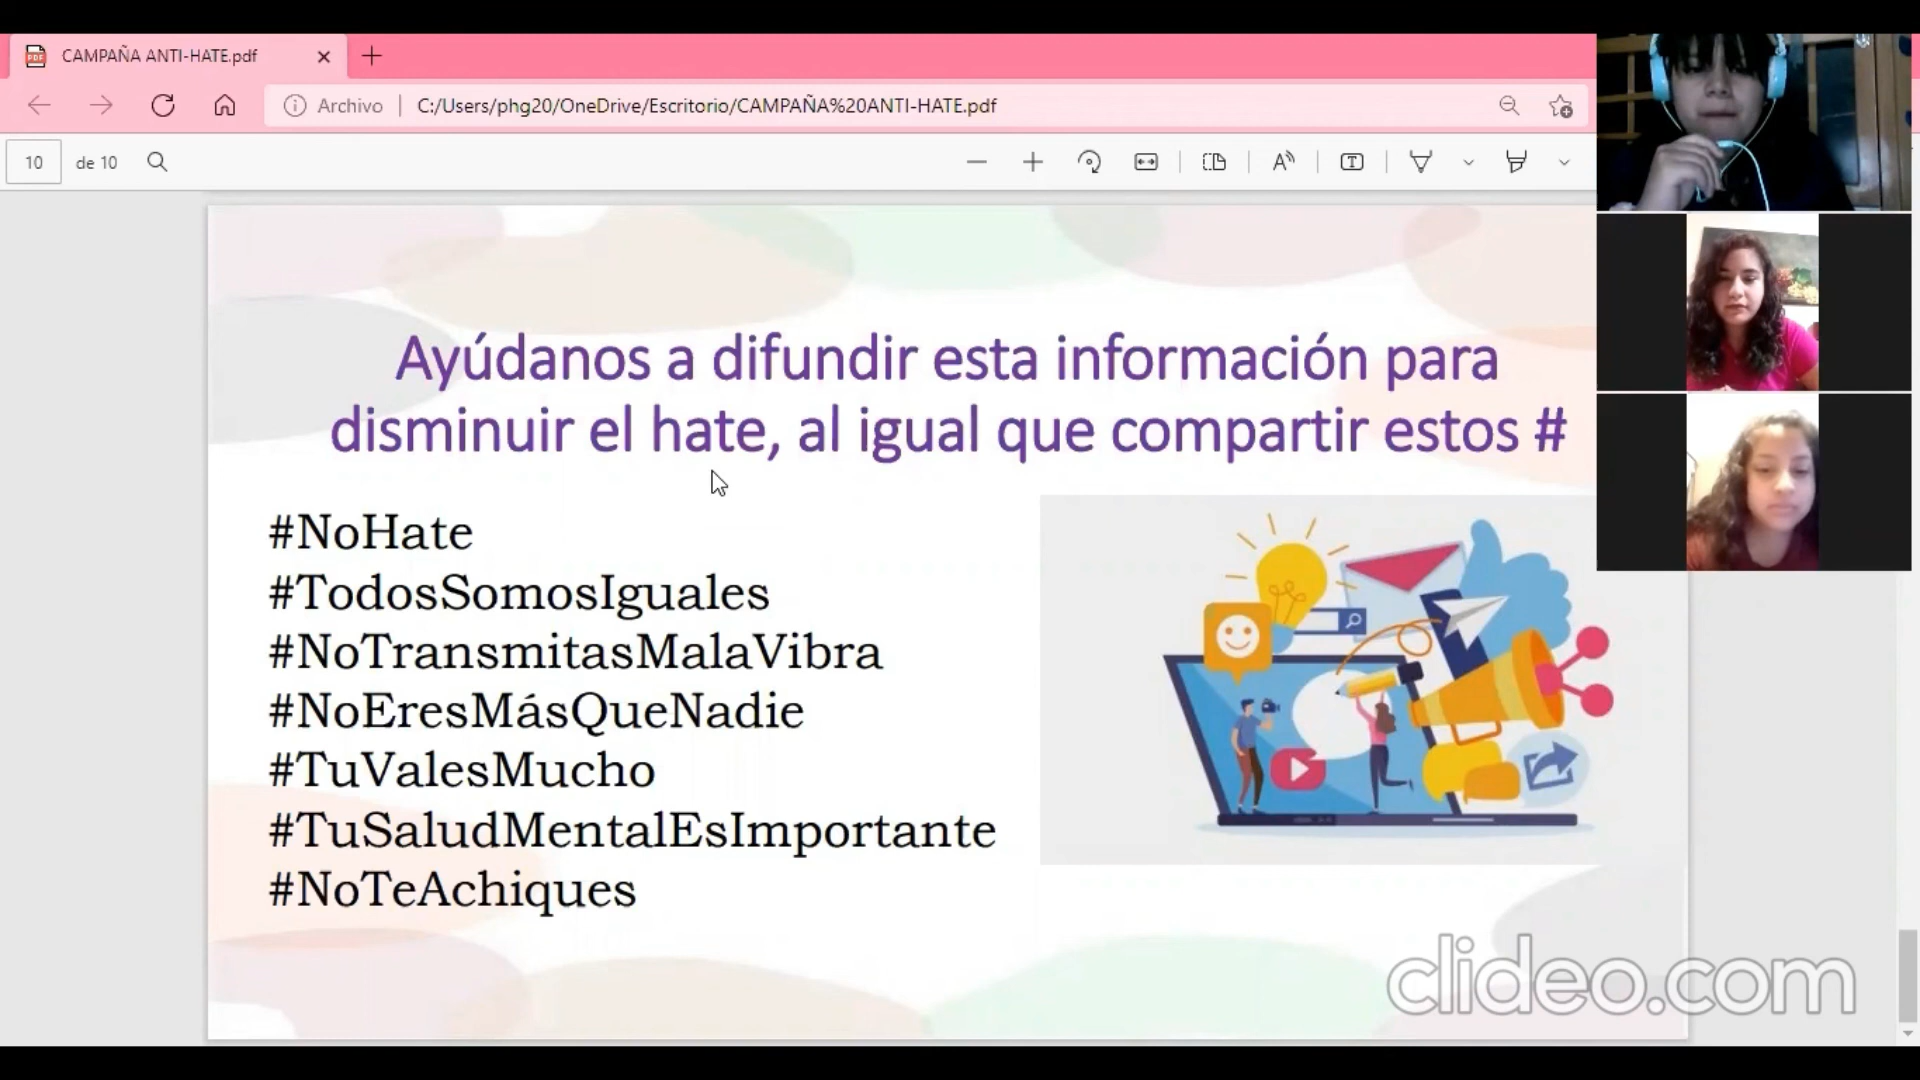 CAMPAÑA ANTI-HATE.pdf
Archivo | C:/Users/phg20/OneDrive/Escritorio/CAMPAÑA%20ANTI-HATE.pdf
10 de 10
Ayúdanos a difundir esta información para
disminuir el hate, al igual que compartir estos #
#NoHate
#TodosSomosIguales
#NoTransmitasMalaVibra
#NoEresMásQueNadie
#TuValesMucho
#TuSaludMentalEsImportante
#NoTeAchiques
clideo.com